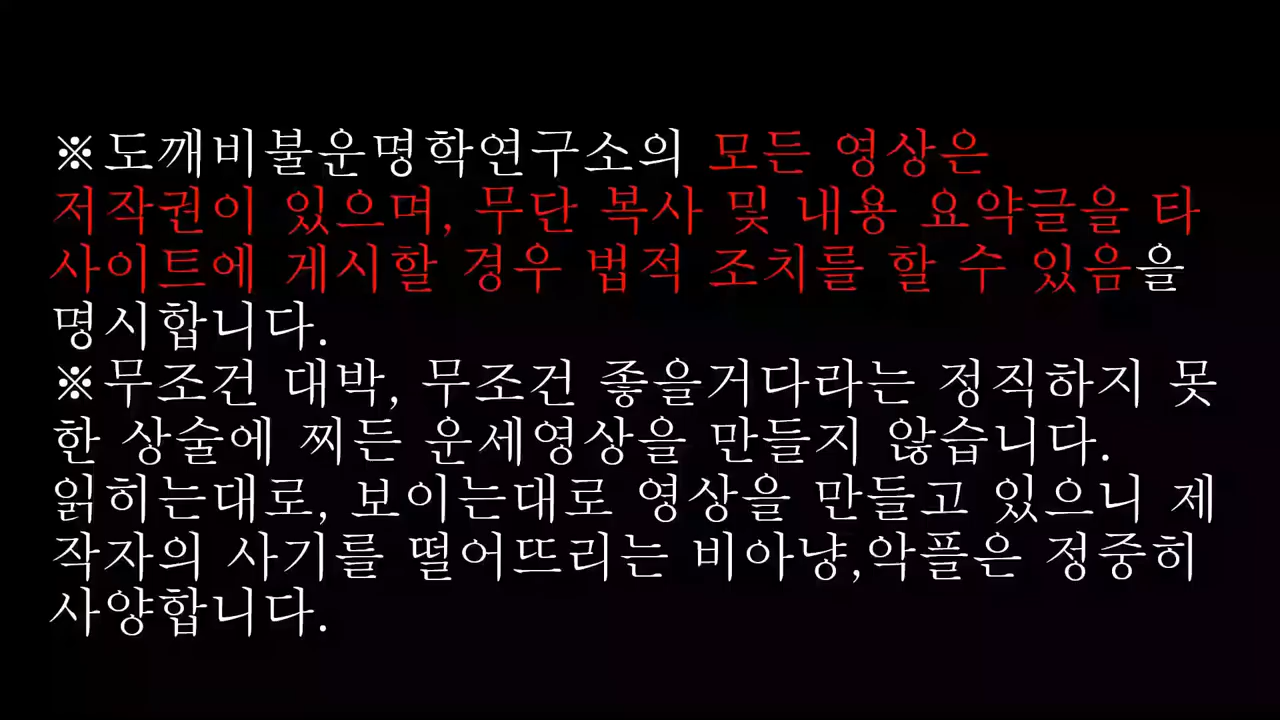 ※도깨비불운명학연구소의 모든 영상은
저작권이 있으며, 무단 복사 및 내용 요약글을 타
사이트에 게시할 경우 법적 조치를 할 수 있음을
명시합니다.
※무조건 대박, 무조건 좋을거다라는 정직하지 못
한 상술에 찌든 운세영상을 만들지 않습니다.
읽히는대로, 보이는대로 영상을 만들고 있으니 제
작자의 사기를 떨어뜨리는 비아냥,악플은 정중히
사양합니다.